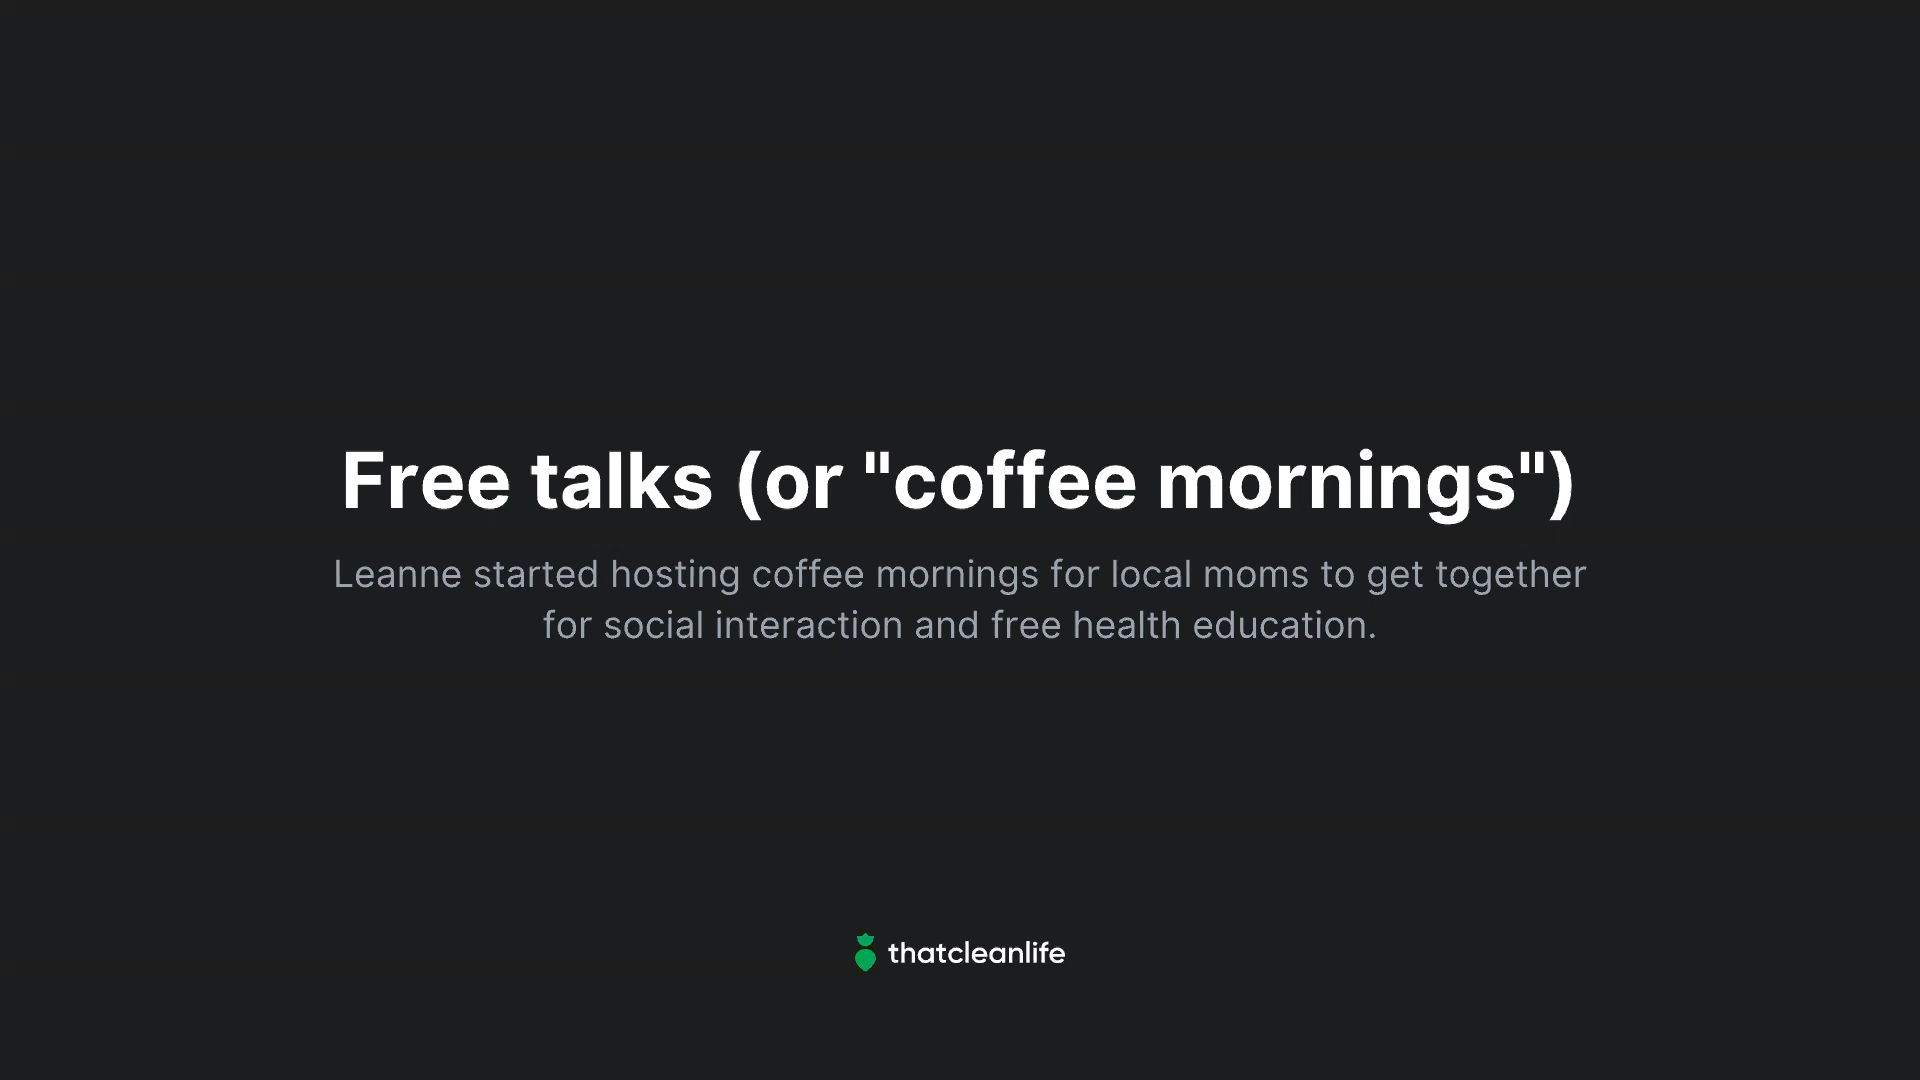 Free talks (or "coffee mornings")
Leanne started hosting coffee mornings for local moms to get together
for social interaction and free health education.
thatcleanlife